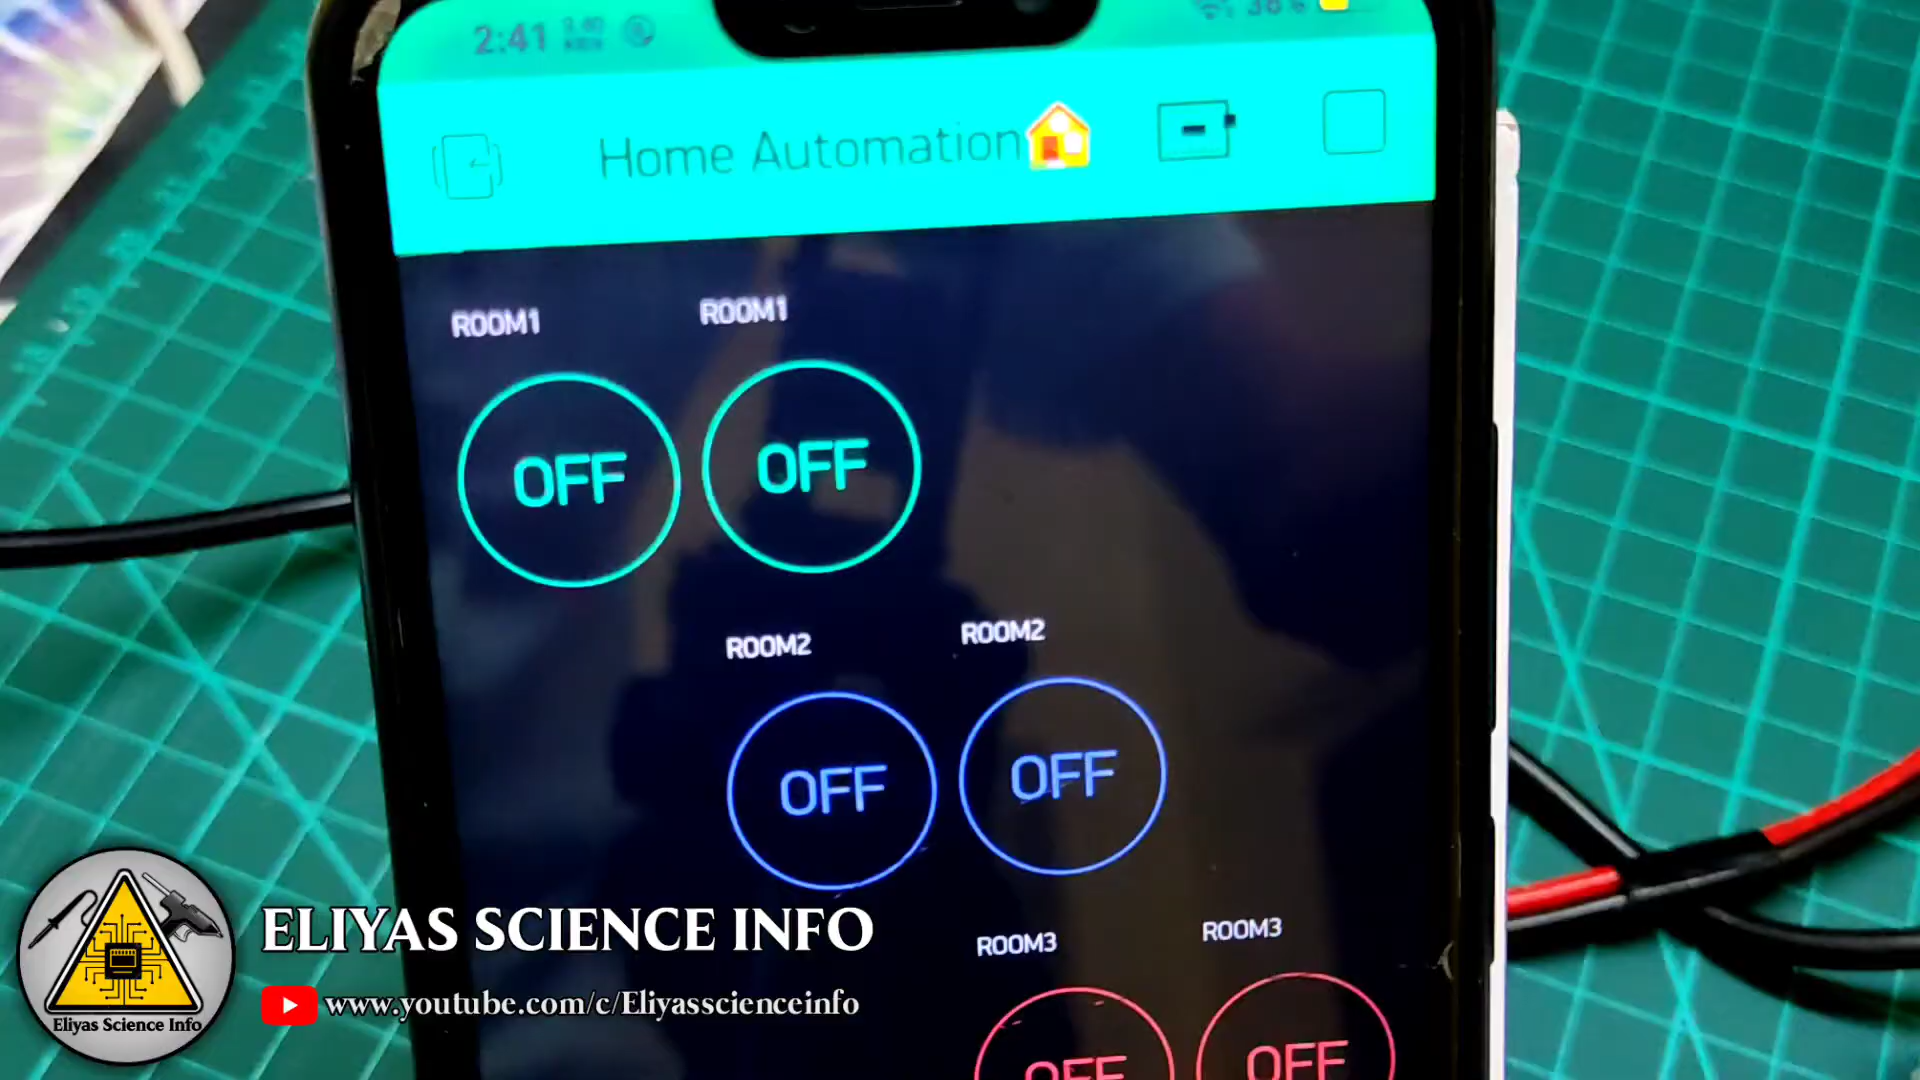 2:41
Home Automation
ROOM1 ROOM1
OFF OFF
ROOM2 ROOM2
OFF OFF
ROOM3 ROOM3
OFF OFF
ELIYAS SCIENCE INFO
www.youtube.com/c/Eliyasscienceinfo
Eliyas Science Info